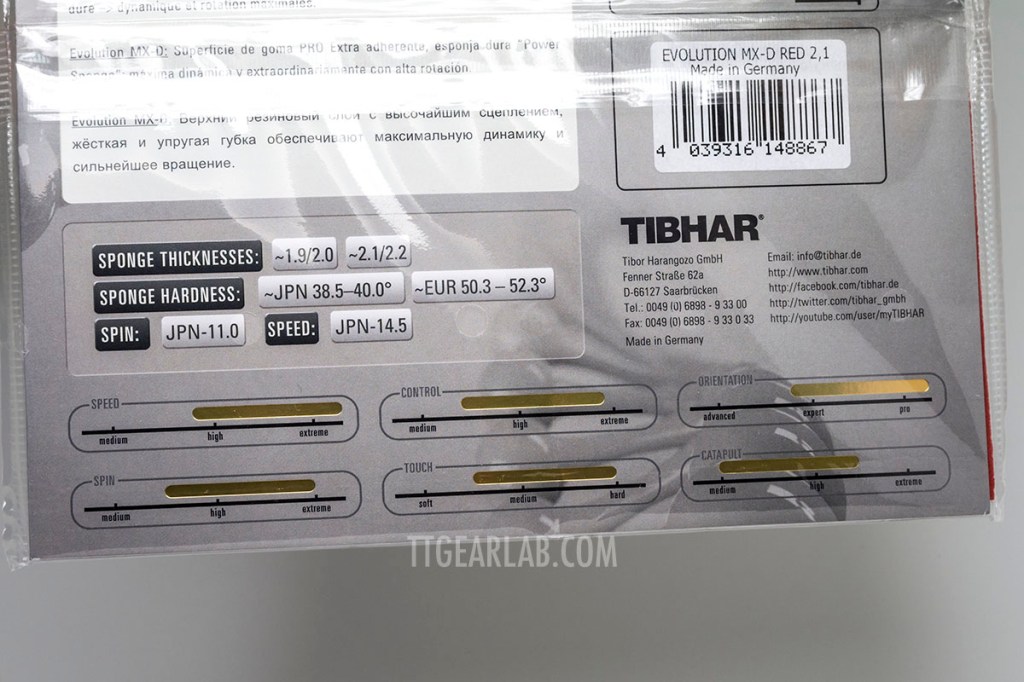 dure => dynamique et rotation maximales.
Evolution MX-D: Superficie de goma PRO Extra adherente, esponja dura "Power
máxima dinámica y extraordinariamente con alta rotación.
Evolution MX-D: Верхний резиновый слой с высочайшим сцеплением,
жёсткая и упругая губка обеспечивают максимальную динамику и
сильнейшее вращение.
EVOLUTION MX-D RED 2,1
Made in Germany
4 039316 148867
SPONGE THICKNESSES: ~1.9/2.0 ~2.1/2.2
SPONGE HARDNESS: ~JPN 38.5–40.0° ~EUR 50.3 – 52.3°
SPIN: JPN-11.0 SPEED: JPN-14.5
TIBHAR®
Tibor Harangozo GmbH
Fenner Straße 62a
D-66127 Saarbrücken
Tel.: 0049 (0) 6898 - 9 33 00
Fax: 0049 (0) 6898 - 9 33 0 33
Made in Germany
Email: info@tibhar.de
http://www.tibhar.com
http://facebook.com/tibhar.de
http://twitter.com/tibhar_gmbh
http://youtube.com/user/myTIBHAR
SPEED
medium high extreme
CONTROL
medium high extreme
ORIENTATION
advanced expert pro
SPIN
medium high extreme
TOUCH
soft medium hard
CATAPULT
medium high extreme
TTGEARLAB.COM